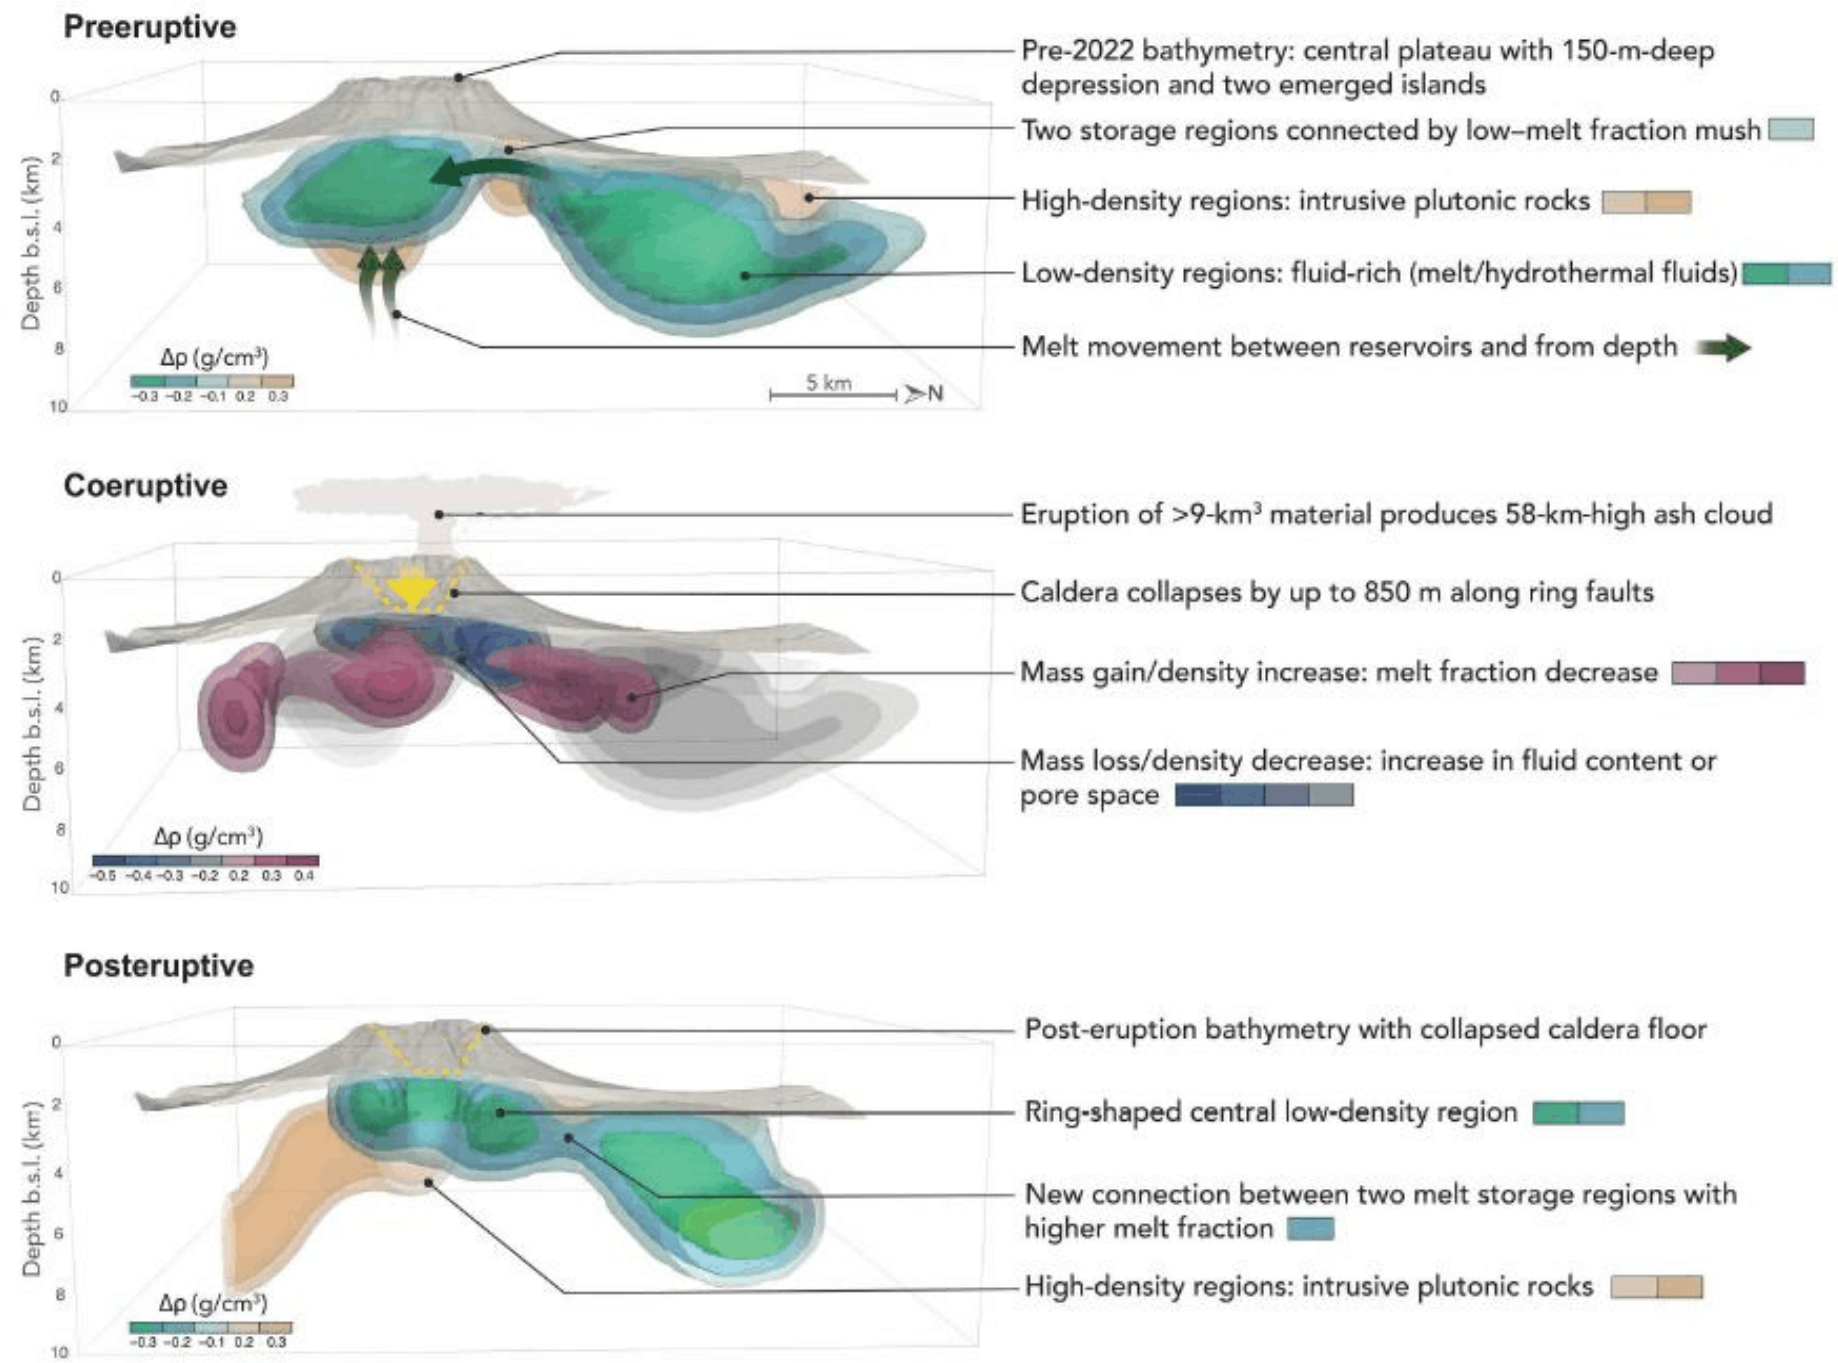 Preeruptive
Pre-2022 bathymetry: central plateau with 150-m-deep
depression and two emerged islands
Two storage regions connected by low–melt fraction mush
High-density regions: intrusive plutonic rocks
Low-density regions: fluid-rich (melt/hydrothermal fluids)
Melt movement between reservoirs and from depth
Depth b.s.l. (km)
0
2
4
6
8
10
Δρ (g/cm³)
−0.3 −0.2 −0.1 0.2 0.3
5 km
N
Coeruptive
Eruption of >9-km³ material produces 58-km-high ash cloud
Caldera collapses by up to 850 m along ring faults
Mass gain/density increase: melt fraction decrease
Mass loss/density decrease: increase in fluid content or
pore space
Depth b.s.l. (km)
0
2
4
6
8
10
Δρ (g/cm³)
−0.5 −0.4 −0.3 −0.2 0.2 0.3 0.4
Posteruptive
Post-eruption bathymetry with collapsed caldera floor
Ring-shaped central low-density region
New connection between two melt storage regions with
higher melt fraction
High-density regions: intrusive plutonic rocks
Depth b.s.l. (km)
0
2
4
6
8
10
Δρ (g/cm³)
−0.3 −0.2 −0.1 0.2 0.3